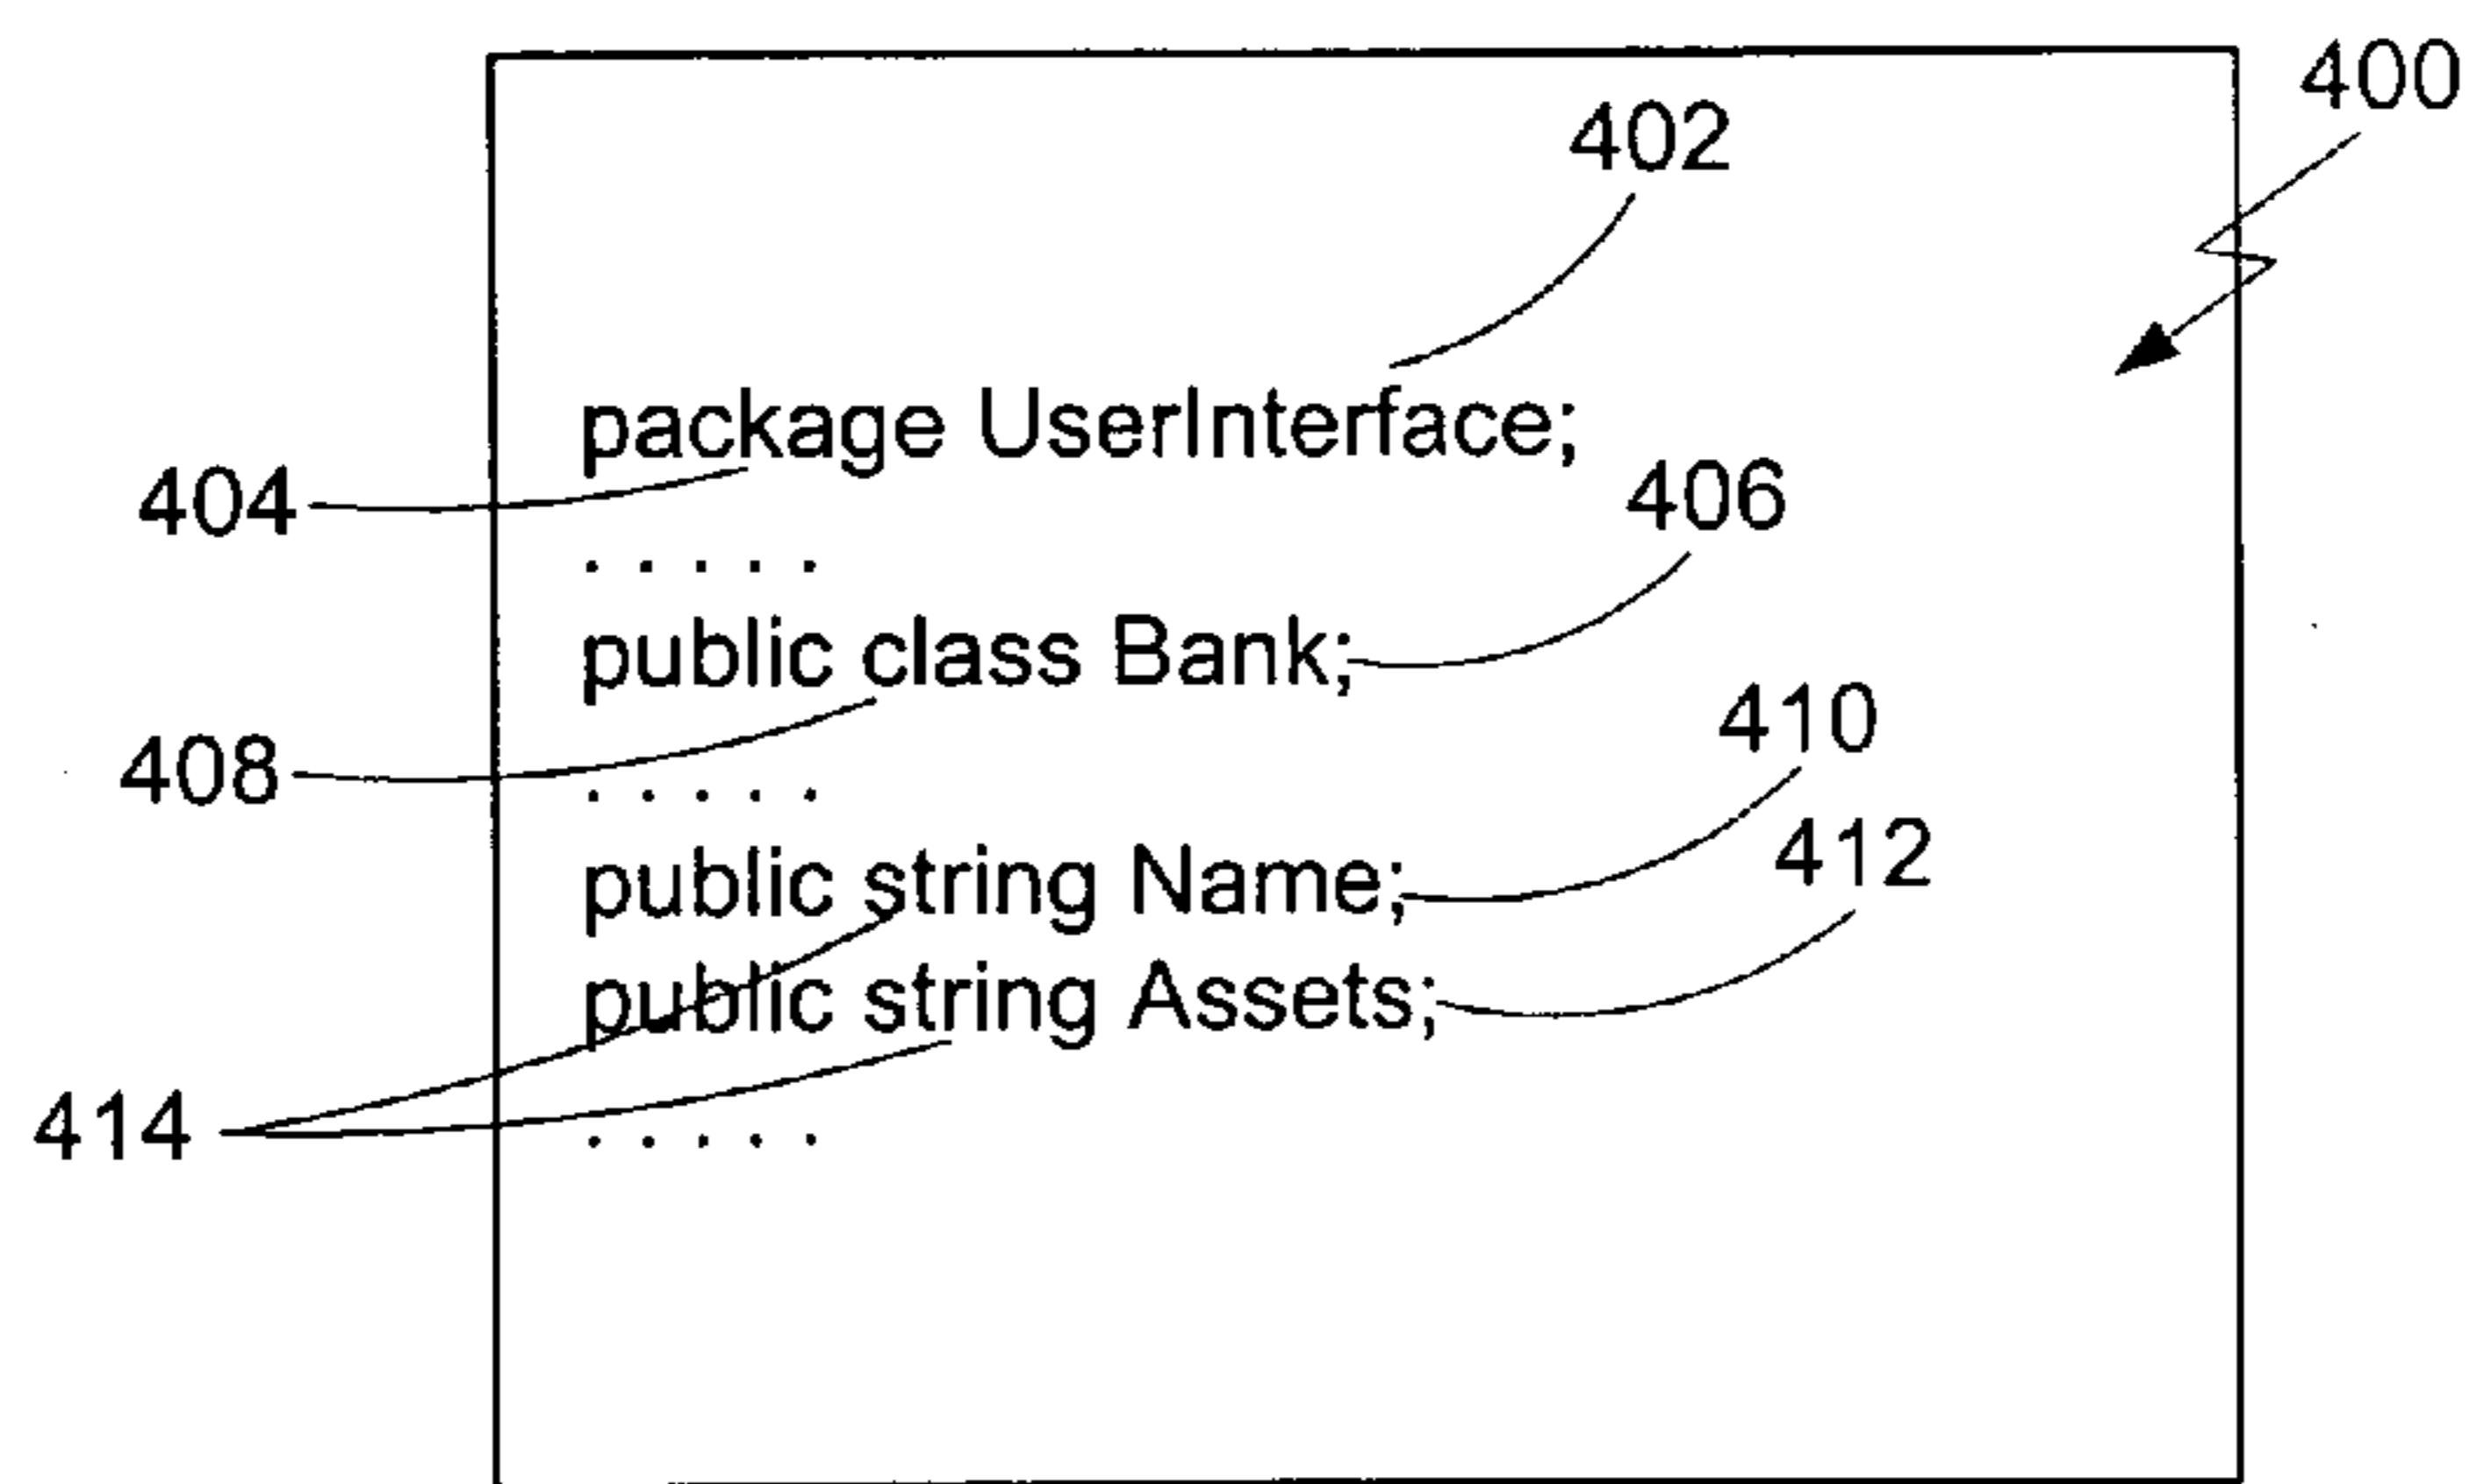 400
402
package UserInterface;
404
406
. . . . .
public class Bank;
410
408
. . . . .
412
public string Name;
public string Assets;
414
. . . . .